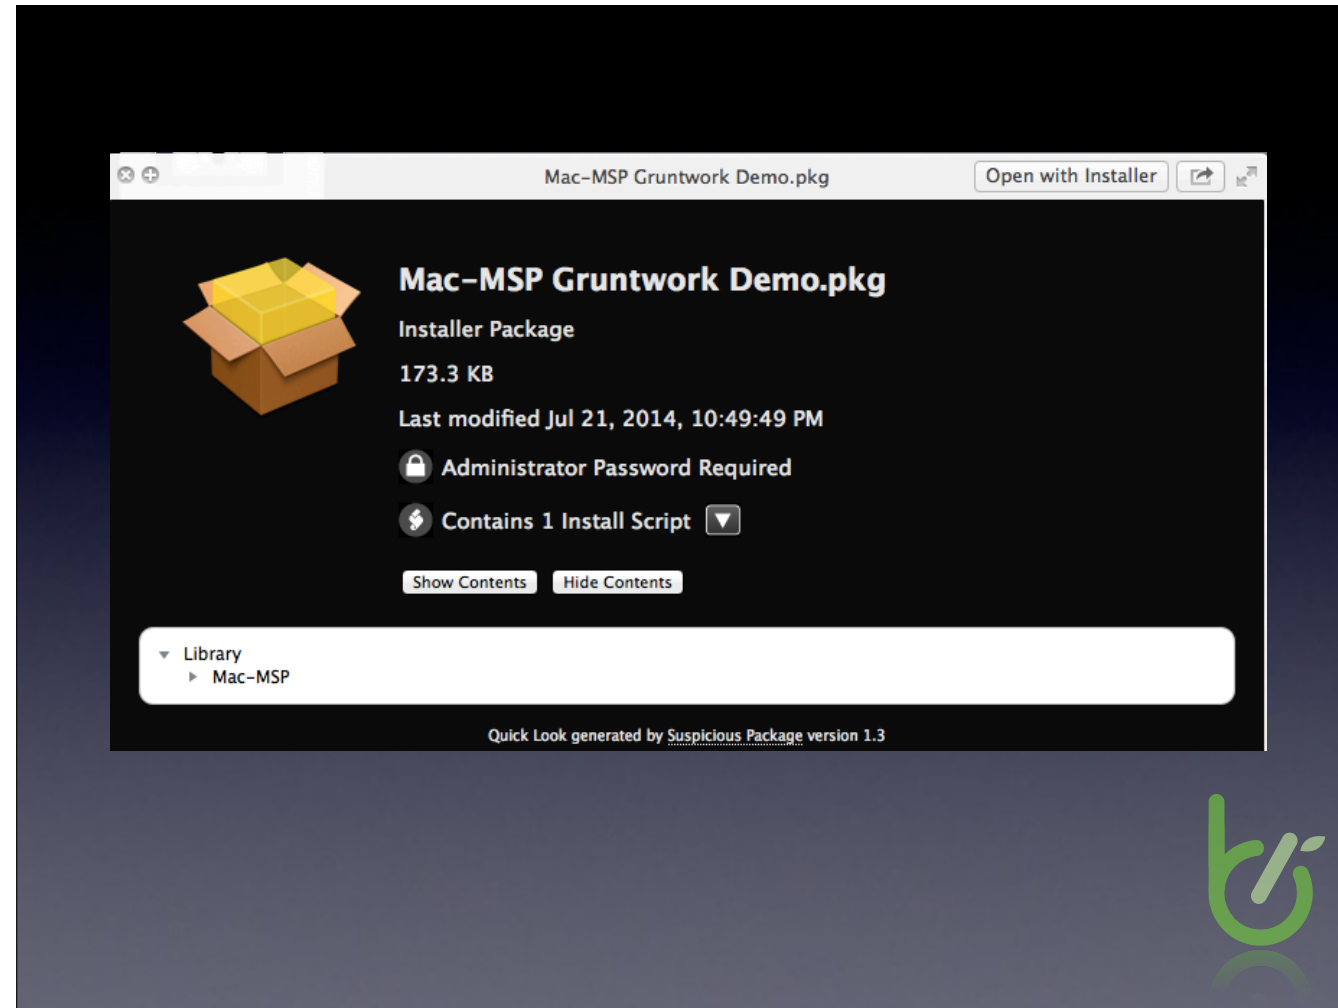 Mac-MSP Gruntwork Demo.pkg
Open with Installer
Mac-MSP Gruntwork Demo.pkg
Installer Package
173.3 KB
Last modified Jul 21, 2014, 10:49:49 PM
Administrator Password Required
Contains 1 Install Script
Show Contents
Hide Contents
Library
Mac-MSP
Quick Look generated by Suspicious Package version 1.3